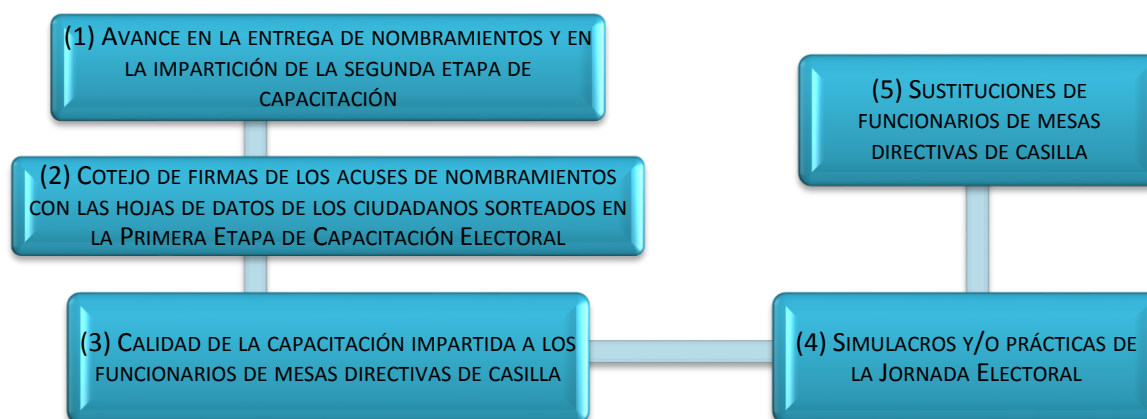 (1) Avance en la entrega de nombramientos y en
la impartición de la segunda etapa de
capacitación
(2) Cotejo de firmas de los acuses de nombramientos
con las hojas de datos de los ciudadanos sorteados en
la Primera Etapa de Capacitación Electoral
(3) Calidad de la capacitación impartida a los
funcionarios de mesas directivas de casilla
(4) Simulacros y/o prácticas de
la Jornada Electoral
(5) Sustituciones de
funcionarios de mesas
directivas de casilla